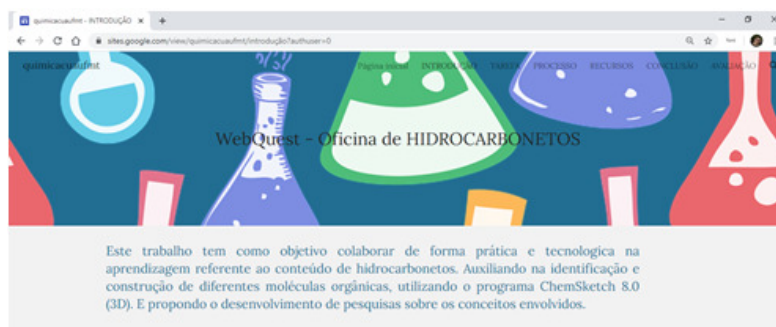 quimicacuaufmt - INTRODUÇÃO
sites.google.com/view/quimicacuaufmt/introdução?authuser=0
quimicacuaufmt
Página inicial INTRODUÇÃO TAREFA PROCESSO RECURSOS CONCLUSÃO AVALIAÇÃO
WebQuest - Oficina de HIDROCARBONETOS
Este trabalho tem como objetivo colaborar de forma prática e tecnologica na
aprendizagem referente ao conteúdo de hidrocarbonetos. Auxiliando na identificação e
construção de diferentes moléculas orgânicas, utilizando o programa ChemSketch 8.0
(3D). E propondo o desenvolvimento de pesquisas sobre os conceitos envolvidos.